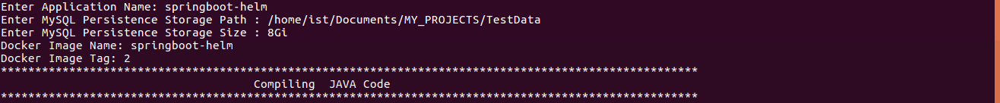 Enter Application Name: springboot-helm
Enter MySQL Persistence Storage Path : /home/ist/Documents/MY_PROJECTS/TestData
Enter MySQL Persistence Storage Size : 8Gi
Docker Image Name: springboot-helm
Docker Image Tag: 2
******************************************************************************************************
Compiling  JAVA Code
******************************************************************************************************